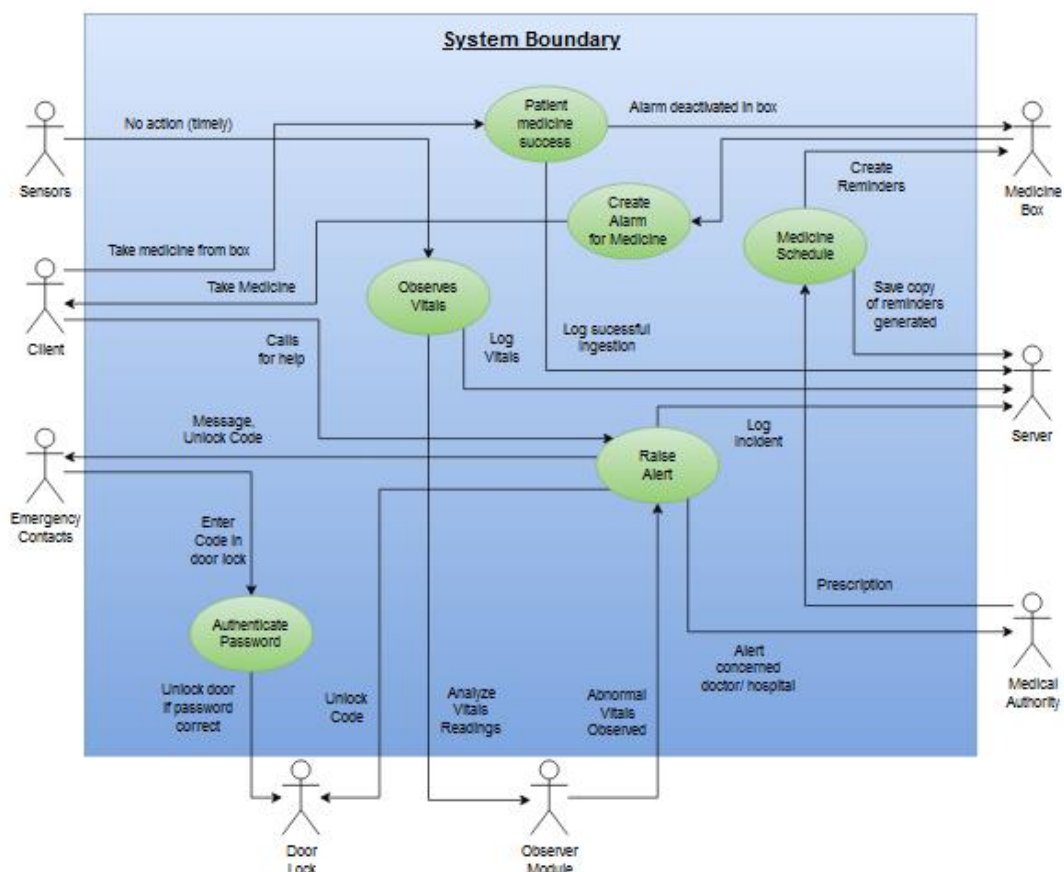 System Boundary
Patient
medicine
success
Alarm deactivated in box
No action (timely)
Sensors
Create
Reminders
Medicine
Box
Create
Alarm
for Medicine
Medicine
Schedule
Take medicine from box
Take Medicine
Client
Observes
Vitals
Save copy
of reminders
generated
Calls
for help
Log
Vitals
Log sucessful
ingestion
Message,
Unlock Code
Raise
Alert
Log
Incident
Server
Emergency
Contacts
Enter
Code in
door lock
Authenticate
Password
Prescription
Unlock door
if password
correct
Unlock
Code
Analyze
Vitals
Readings
Abnormal
Vitals
Observed
Alert
concerned
doctor/ hospital
Medical
Authority
Door
Lock
Observer
Module